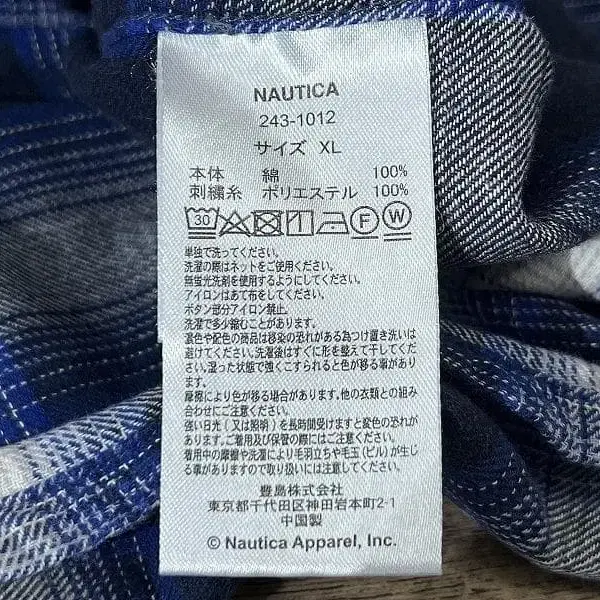 NAUTICA
243-1012
サイズ XL
本体 綿 100%
刺繍糸 ポリエステル 100%
30 F W
単独で洗ってください。
洗濯の際はネットをご使用ください。
無蛍光洗剤を使用するようにしてください。
アイロンはあて布をしてください。
ボタン部分アイロン禁止。
洗濯で多少縮むことがあります。
濃色や配色の商品は移染の恐れがある為つけ置き洗いは
避けてください。洗濯後はすぐに形を整えて干してくださ
い。湿った状態で強くこすられると色が移る事があり
ます。
摩擦により色が移る場合があります。他の衣類との組み
合わせにご注意ください。
強い日光(又は照明)を長時間受けますと変色の恐れが
あります。ご着用及び保管の際にはご注意ください。
着用中の摩擦や洗濯により毛羽立ちや毛玉(ピル)が生じ
る事がありますので取り扱いには注意してください。
豊島株式会社
東京都千代田区神田岩本町2-1
中国製
© Nautica Apparel, Inc.